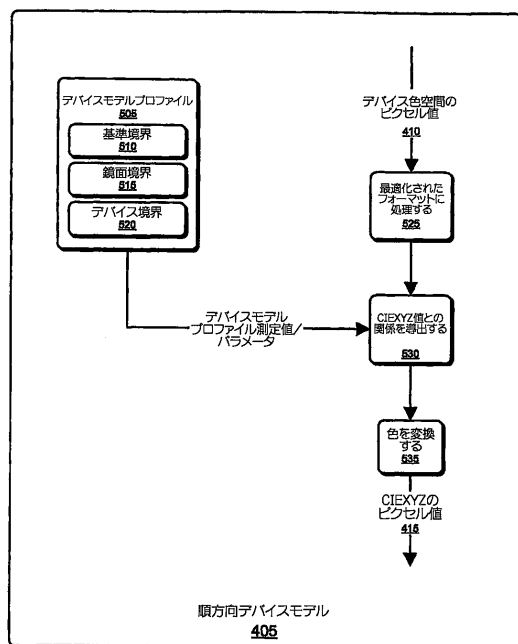 デバイスモデルプロファイル
505
基準境界
510
鏡面境界
515
デバイス境界
520
デバイス色空間の
ピクセル値
410
最適化された
フォーマットに
処理する
525
デバイスモデル
プロファイル測定値/
パラメータ
CIEXYZ値との
関係を導出する
530
色を変換
する
535
CIEXYZの
ピクセル値
415
順方向デバイスモデル
405